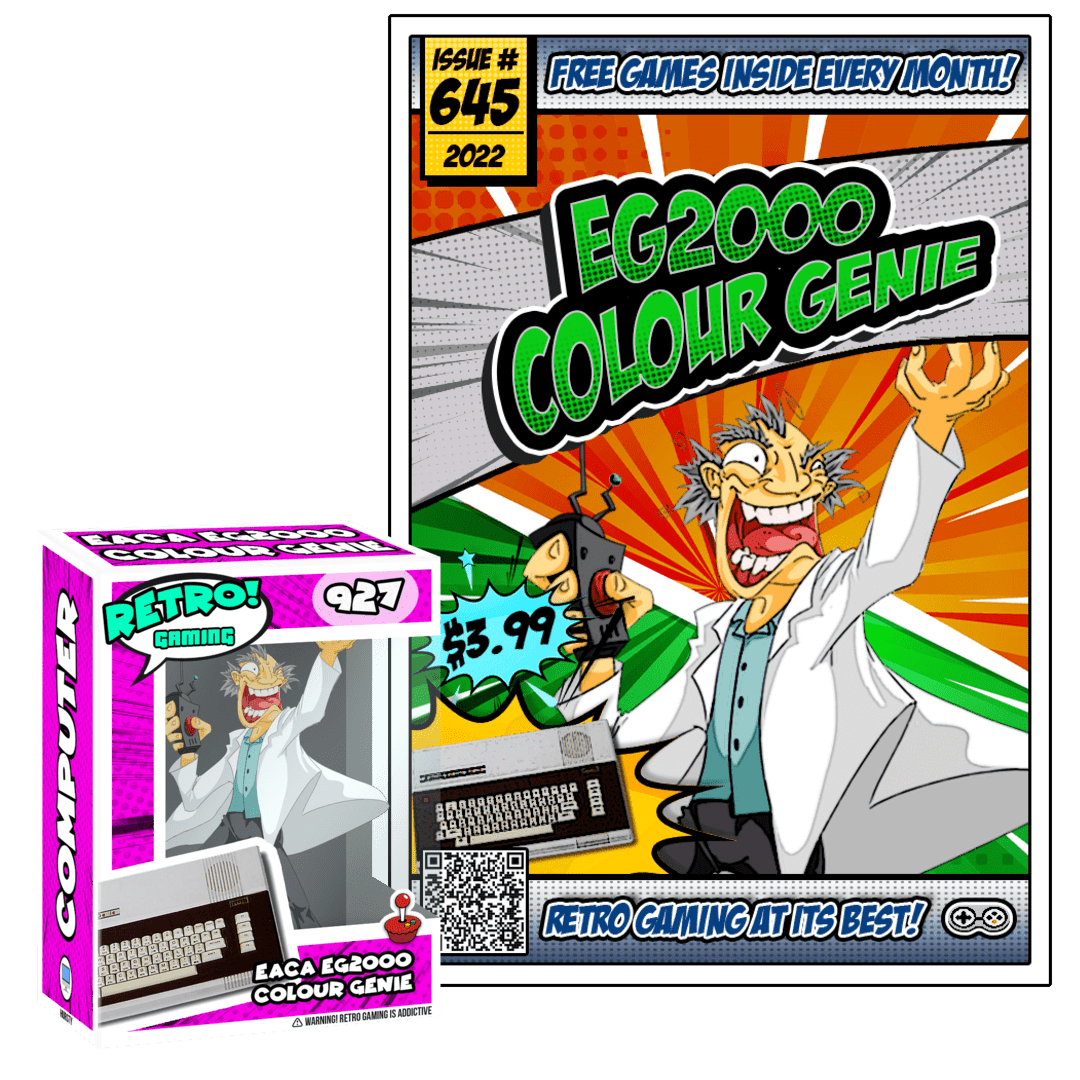 ISSUE #
645
2022
FREE GAMES INSIDE EVERY MONTH!
EG2000
COLOUR GENIE
$3.99
RETRO GAMING AT ITS BEST!
EACA EG2000
COLOUR GENIE
RETRO!
GAMING
927
COMPUTER
EACA EG2000
COLOUR GENIE
WARNING! RETRO GAMING IS ADDICTIVE